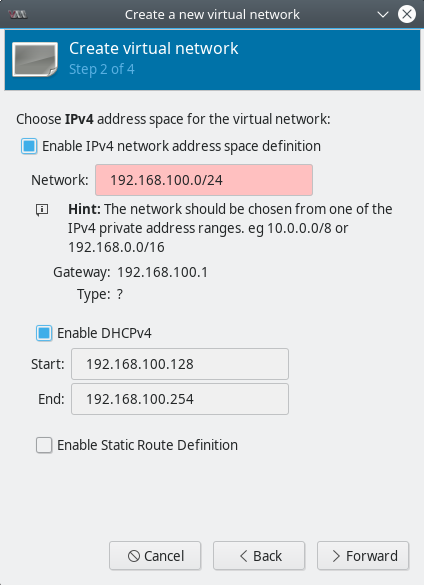 Create a new virtual network
Create virtual network
Step 2 of 4
Choose IPv4 address space for the virtual network:
Enable IPv4 network address space definition
Network: 192.168.100.0/24
Hint: The network should be chosen from one of the
IPv4 private address ranges. eg 10.0.0.0/8 or
192.168.0.0/16
Gateway: 192.168.100.1
Type: ?
Enable DHCPv4
Start: 192.168.100.128
End: 192.168.100.254
Enable Static Route Definition
Cancel Back Forward